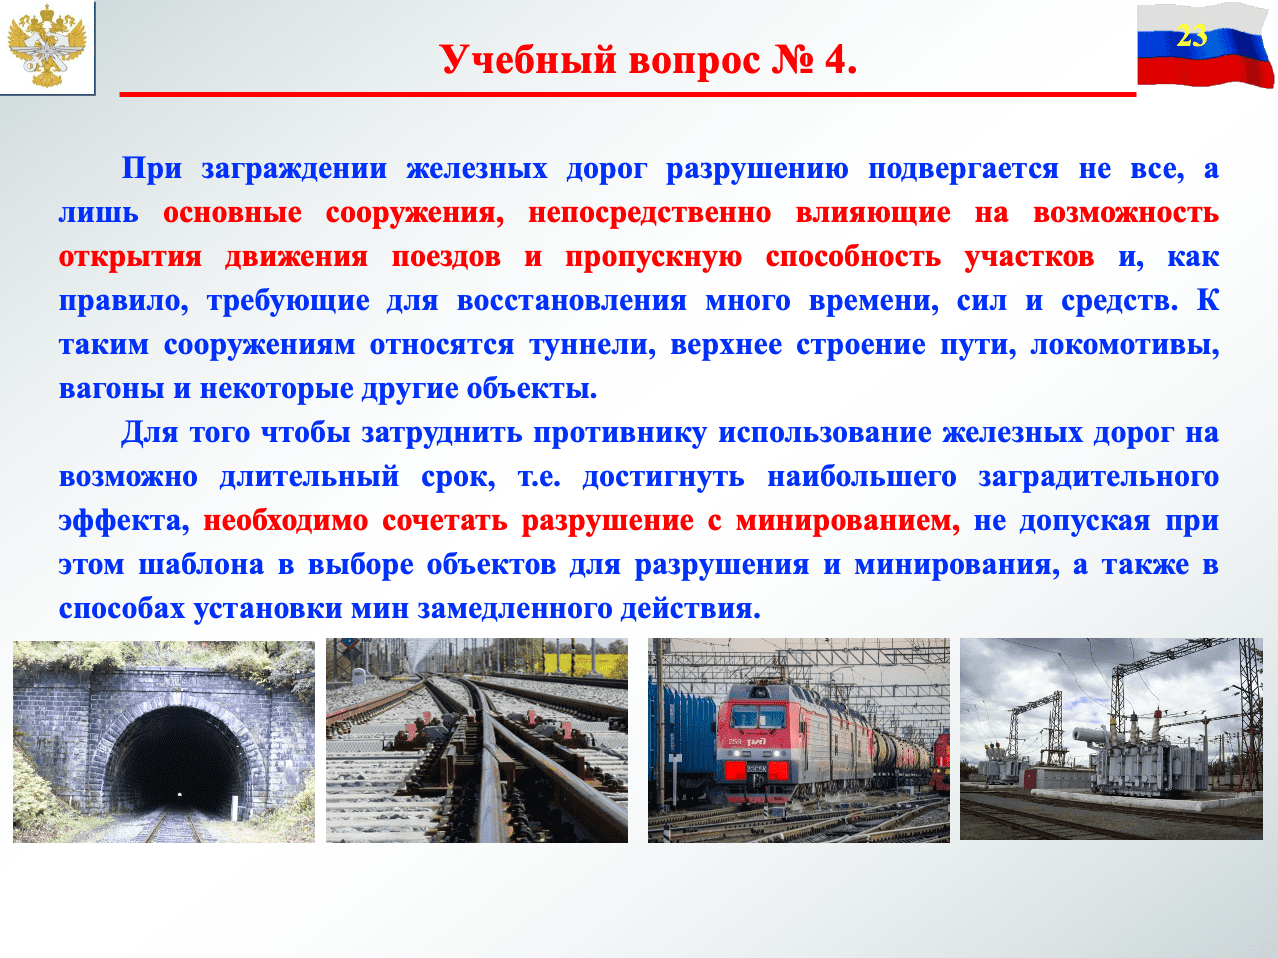 23
Учебный вопрос № 4.
При заграждении железных дорог разрушению подвергается не все, а
лишь основные сооружения, непосредственно влияющие на возможность
открытия движения поездов и пропускную способность участков и, как
правило, требующие для восстановления много времени, сил и средств. К
таким сооружениям относятся туннели, верхнее строение пути, локомотивы,
вагоны и некоторые другие объекты.
Для того чтобы затруднить противнику использование железных дорог на
возможно длительный срок, т.е. достигнуть наибольшего заградительного
эффекта, необходимо сочетать разрушение с минированием, не допуская при
этом шаблона в выборе объектов для разрушения и минирования, а также в
способах установки мин замедленного действия.